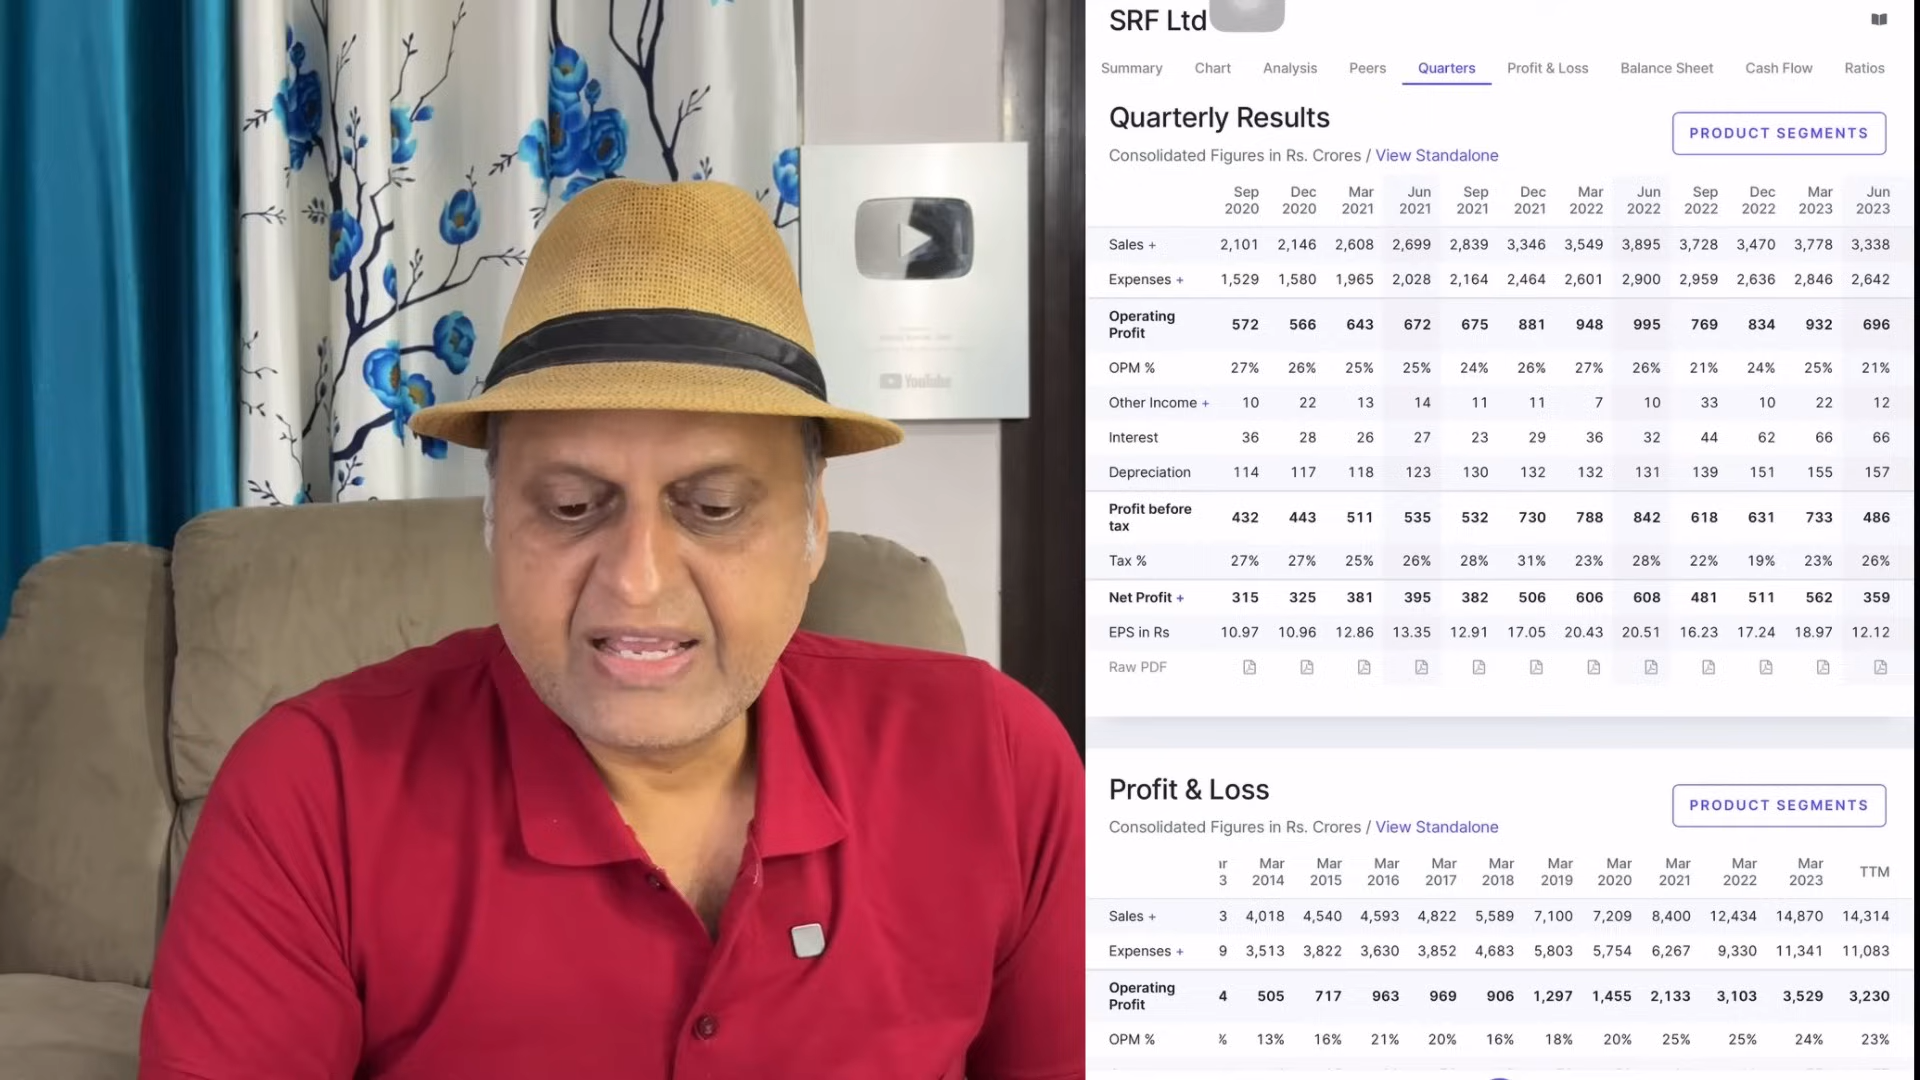 YouTube
SRF Ltd
Summary Chart Analysis Peers Quarters Profit & Loss Balance Sheet Cash Flow Ratios
Quarterly Results
PRODUCT SEGMENTS
Consolidated Figures in Rs. Crores / View Standalone
Sep 2020 Dec 2020 Mar 2021 Jun 2021 Sep 2021 Dec 2021 Mar 2022 Jun 2022 Sep 2022 Dec 2022 Mar 2023 Jun 2023
Sales + 2,101 2,146 2,608 2,699 2,839 3,346 3,549 3,895 3,728 3,470 3,778 3,338
Expenses + 1,529 1,580 1,965 2,028 2,164 2,464 2,601 2,900 2,959 2,636 2,846 2,642
Operating Profit 572 566 643 672 675 881 948 995 769 834 932 696
OPM % 27% 26% 25% 25% 24% 26% 27% 26% 21% 24% 25% 21%
Other Income + 10 22 13 14 11 11 7 10 33 10 22 12
Interest 36 28 26 27 23 29 36 32 44 62 66 66
Depreciation 114 117 118 123 130 132 132 131 139 151 155 157
Profit before tax 432 443 511 535 532 730 788 842 618 631 733 486
Tax % 27% 27% 25% 26% 28% 31% 23% 28% 22% 19% 23% 26%
Net Profit + 315 325 381 395 382 506 606 608 481 511 562 359
EPS in Rs 10.97 10.96 12.86 13.35 12.91 17.05 20.43 20.51 16.23 17.24 18.97 12.12
Raw PDF
Profit & Loss
PRODUCT SEGMENTS
Consolidated Figures in Rs. Crores / View Standalone
ar 3 Mar 2014 Mar 2015 Mar 2016 Mar 2017 Mar 2018 Mar 2019 Mar 2020 Mar 2021 Mar 2022 Mar 2023 TTM
Sales + 3 4,018 4,540 4,593 4,822 5,589 7,100 7,209 8,400 12,434 14,870 14,314
Expenses + 9 3,513 3,822 3,630 3,852 4,683 5,803 5,754 6,267 9,330 11,341 11,083
Operating Profit 4 505 717 963 969 906 1,297 1,455 2,133 3,103 3,529 3,230
OPM % % 13% 16% 21% 20% 16% 18% 20% 25% 25% 24% 23%